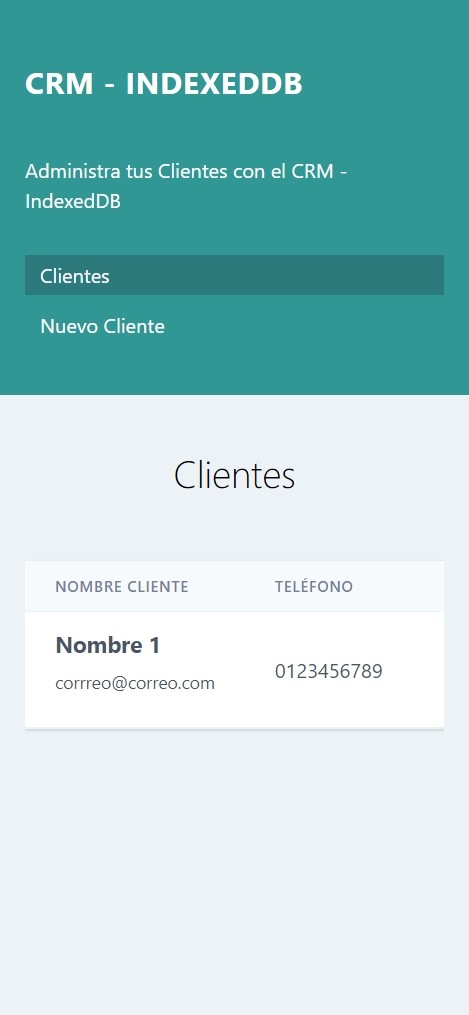 CRM - INDEXEDDB
Administra tus Clientes con el CRM -
IndexedDB
Clientes
Nuevo Cliente
Clientes
NOMBRE CLIENTE TELÉFONO
Nombre 1
corrreo@correo.com
0123456789